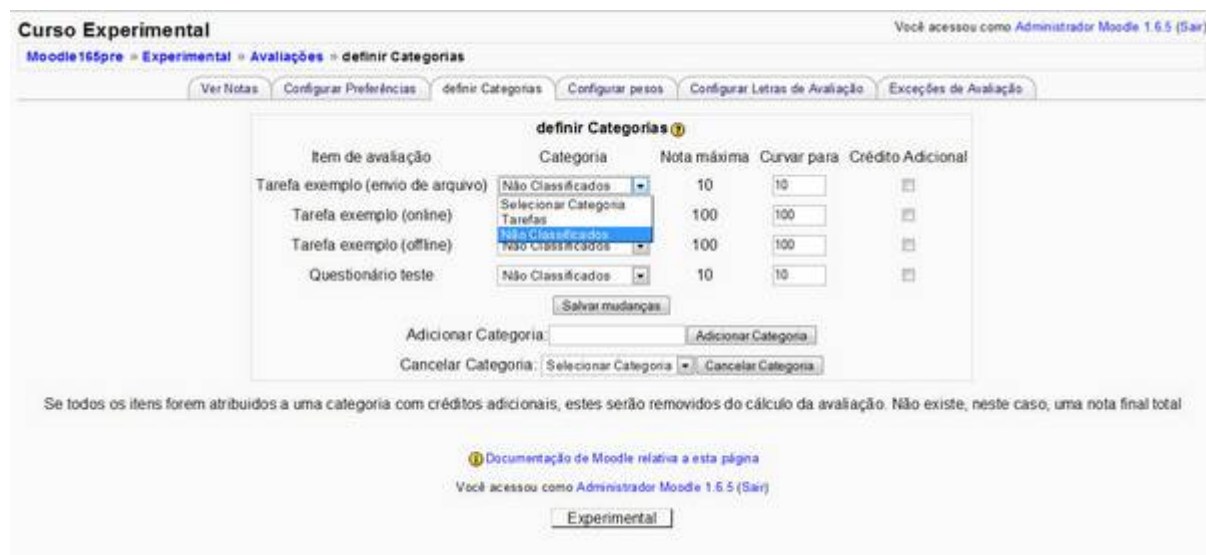 Curso Experimental
Você acessou como Administrador Moodle 1.6.5 (Sair)
Moodle165pre » Experimental » Avaliações » definir Categorias
Ver Notas Configurar Preferências definir Categorias Configurar pesos Configurar Letras de Avaliação Exceções de Avaliação
definir Categorias
Item de avaliação Categoria Nota máxima Curvar para Crédito Adicional
Tarefa exemplo (envio de arquivo) Não Classificados 10 10
Selecionar Categoria
Tarefa exemplo (online) Tarefas 100 100
Não Classificados
Tarefa exemplo (offline) Não Classificados 100 100
Questionário teste Não Classificados 10 10
Salvar mudanças
Adicionar Categoria: Adicionar Categoria
Cancelar Categoria: Selecionar Categoria Cancelar Categoria
Se todos os itens forem atribuidos a uma categoria com créditos adicionais, estes serão removidos do cálculo da avaliação. Não existe, neste caso, uma nota final total
Documentação de Moodle relativa a esta página
Você acessou como Administrador Moodle 1.6.5 (Sair)
Experimental